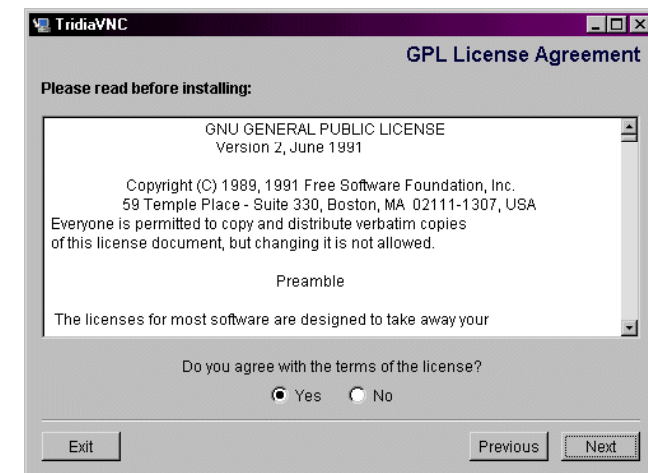 TridiaVNC
GPL License Agreement
Please read before installing:
GNU GENERAL PUBLIC LICENSE
Version 2, June 1991
Copyright (C) 1989, 1991 Free Software Foundation, Inc.
59 Temple Place - Suite 330, Boston, MA 02111-1307, USA
Everyone is permitted to copy and distribute verbatim copies
of this license document, but changing it is not allowed.
Preamble
The licenses for most software are designed to take away your
Do you agree with the terms of the license?
Yes No
Exit Previous Next